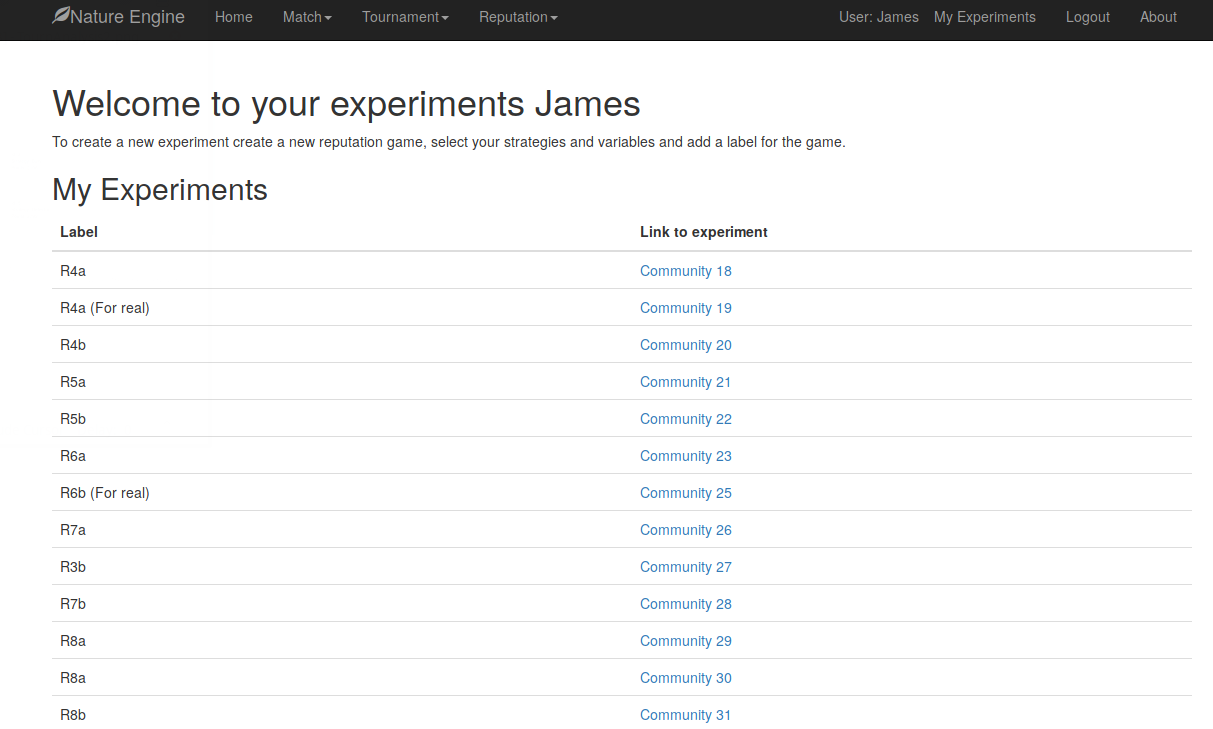 Nature Engine Home Match Tournament Reputation User: James My Experiments Logout About
Welcome to your experiments James
To create a new experiment create a new reputation game, select your strategies and variables and add a label for the game.
My Experiments
Label Link to experiment
R4a Community 18
R4a (For real) Community 19
R4b Community 20
R5a Community 21
R5b Community 22
R6a Community 23
R6b (For real) Community 25
R7a Community 26
R3b Community 27
R7b Community 28
R8a Community 29
R8a Community 30
R8b Community 31